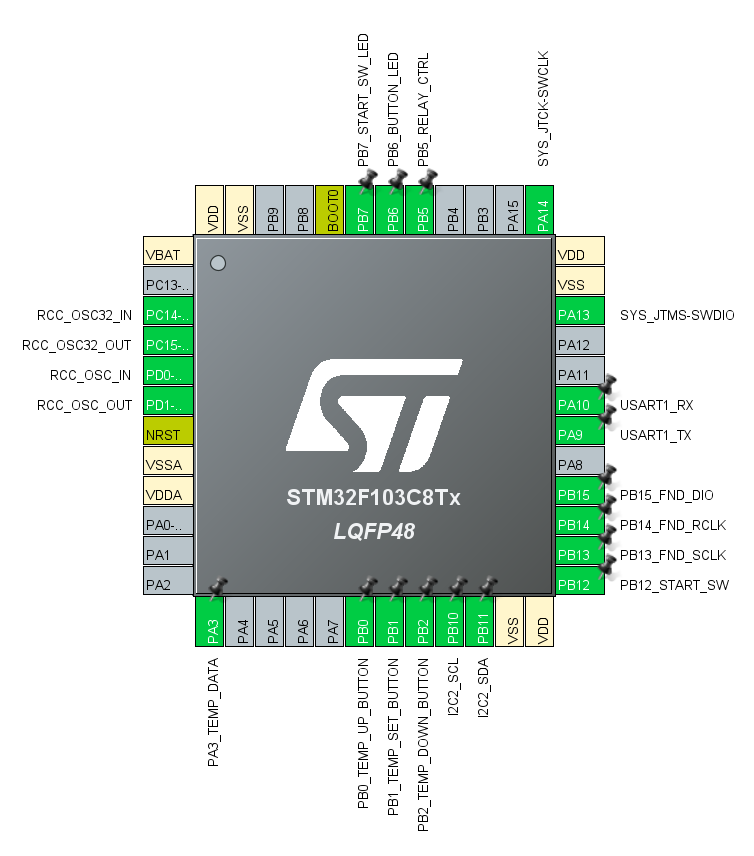 PB7_START_SW_LED
PB6_BUTTON_LED
PB5_RELAY_CTRL
SYS_JTCK-SWCLK
VDD
VSS
PB9
PB8
BOOT0
PB7
PB6
PB5
PB4
PB3
PA15
PA14
VBAT
PC13-..
RCC_OSC32_IN PC14-..
RCC_OSC32_OUT PC15-..
RCC_OSC_IN PD0-..
RCC_OSC_OUT PD1-..
NRST
VSSA
VDDA
PA0-..
PA1
PA2
ST
STM32F103C8Tx
LQFP48
VDD
VSS
PA13 SYS_JTMS-SWDIO
PA12
PA11
PA10 USART1_RX
PA9 USART1_TX
PA8
PB15 PB15_FND_DIO
PB14 PB14_FND_RCLK
PB13 PB13_FND_SCLK
PB12 PB12_START_SW
PA3
PA4
PA5
PA6
PA7
PB0
PB1
PB2
PB10
PB11
VSS
VDD
PA3_TEMP_DATA
PB0_TEMP_UP_BUTTON
PB1_TEMP_SET_BUTTON
PB2_TEMP_DOWN_BUTTON
I2C2_SCL
I2C2_SDA